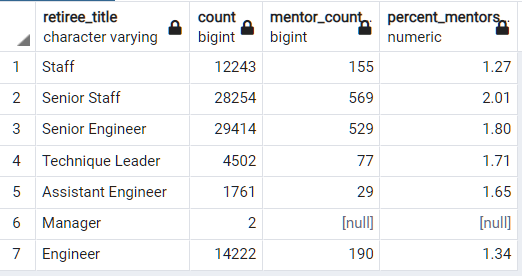 retiree_title count mentor_count percent_mentors
character varying bigint bigint numeric
1 Staff 12243 155 1.27
2 Senior Staff 28254 569 2.01
3 Senior Engineer 29414 529 1.80
4 Technique Leader 4502 77 1.71
5 Assistant Engineer 1761 29 1.65
6 Manager 2 [null] [null]
7 Engineer 14222 190 1.34